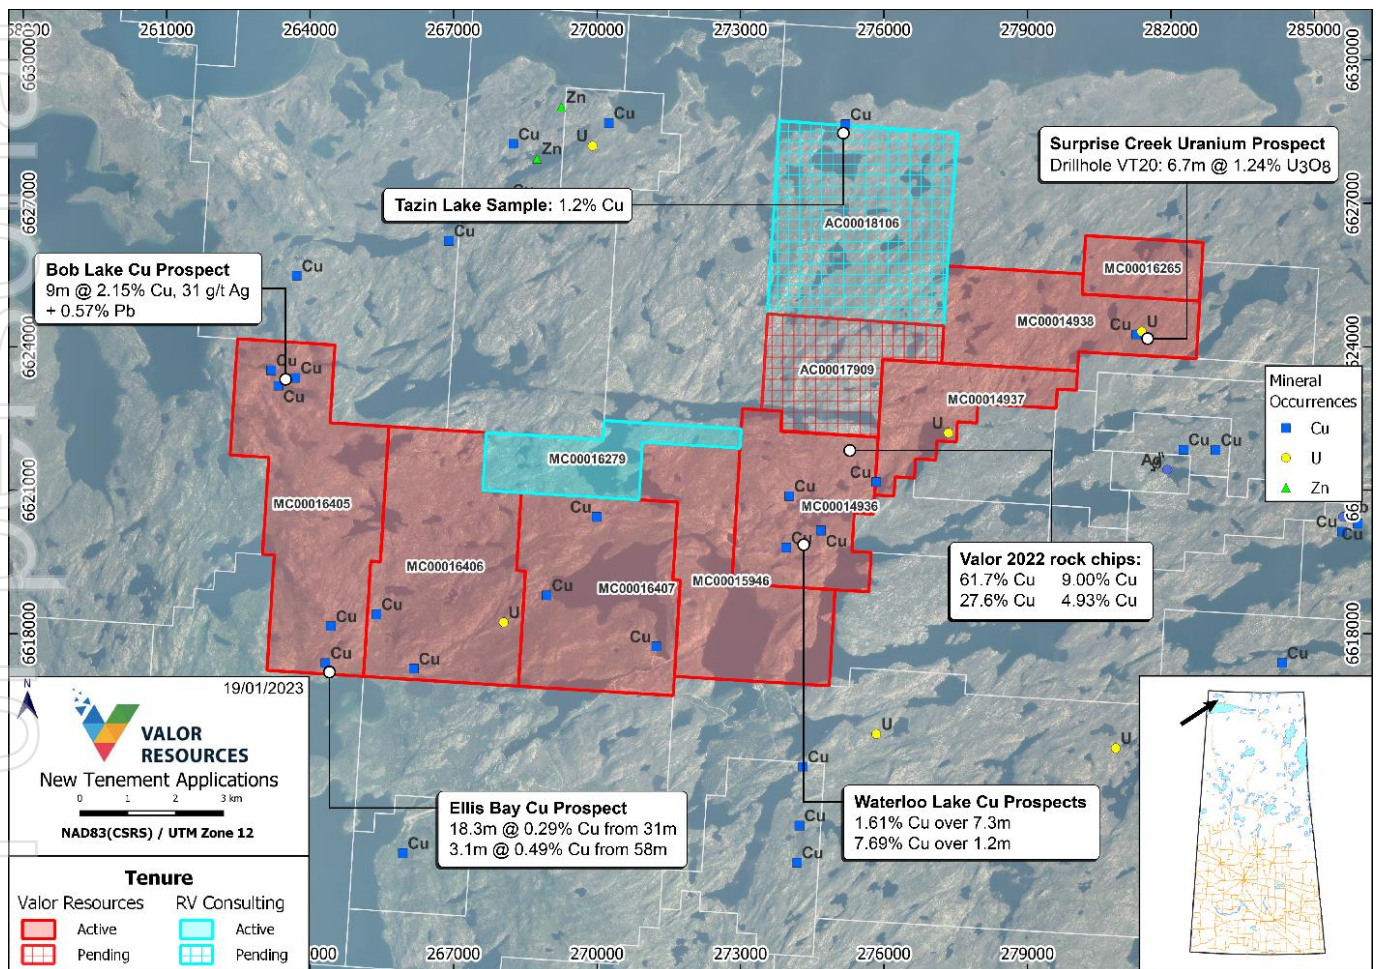 261000
264000
267000
270000
273000
276000
279000
282000
285000
6630000
6630000
Zn
Cu
Cu
U
Zn
Cu
Surprise Creek Uranium Prospect
Drillhole VT20: 6.7m @ 1.24% U3O8
Tazin Lake Sample: 1.2% Cu
6627000
6627000
AC00018106
Cu
Cu
Bob Lake Cu Prospect
9m @ 2.15% Cu, 31 g/t Ag
+ 0.57% Pb
MC00016265
MC00014938
Cu
U
6624000
6624000
Cu
Cu
Cu
AC00017909
MC00014937
U
Mineral
Occurrences
Cu
U
Zn
MC00016279
Cu
Cu
6621000
MC00016405
Cu
Cu
MC00014936
Cu
Cu
Cu
Cu
MC00016406
MC00016407
MC00015946
Valor 2022 rock chips:
61.7% Cu 9.00% Cu
27.6% Cu 4.93% Cu
Cu
Cu
U
6618000
6618000
Cu
Cu
Cu
Cu
Cu
N
19/01/2023
VALOR
RESOURCES
New Tenement Applications
0 1 2 3 km
NAD83(CSRS) / UTM Zone 12
U
U
Cu
Cu
Cu
Cu
Ellis Bay Cu Prospect
18.3m @ 0.29% Cu from 31m
3.1m @ 0.49% Cu from 58m
Waterloo Lake Cu Prospects
1.61% Cu over 7.3m
7.69% Cu over 1.2m
Tenure
Valor Resources RV Consulting
Active Active
Pending Pending
267000
270000
273000
276000
279000